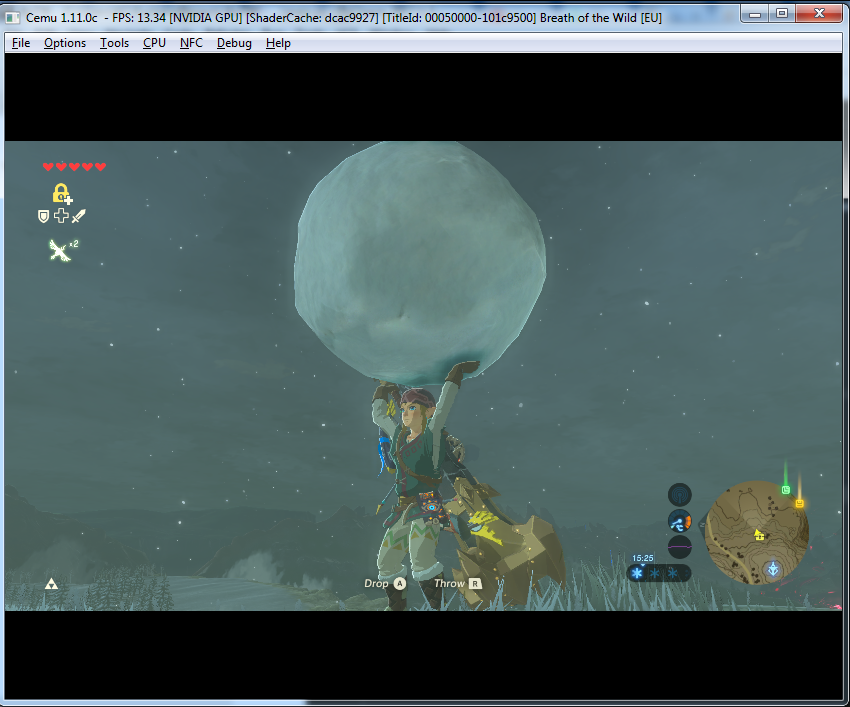 Cemu 1.11.0c - FPS: 13.34 [NVIDIA GPU] [ShaderCache: dcac9927] [TitleId: 00050000-101c9500] Breath of the Wild [EU]
File Options Tools CPU NFC Debug Help
×2
15:25
Drop A Throw R